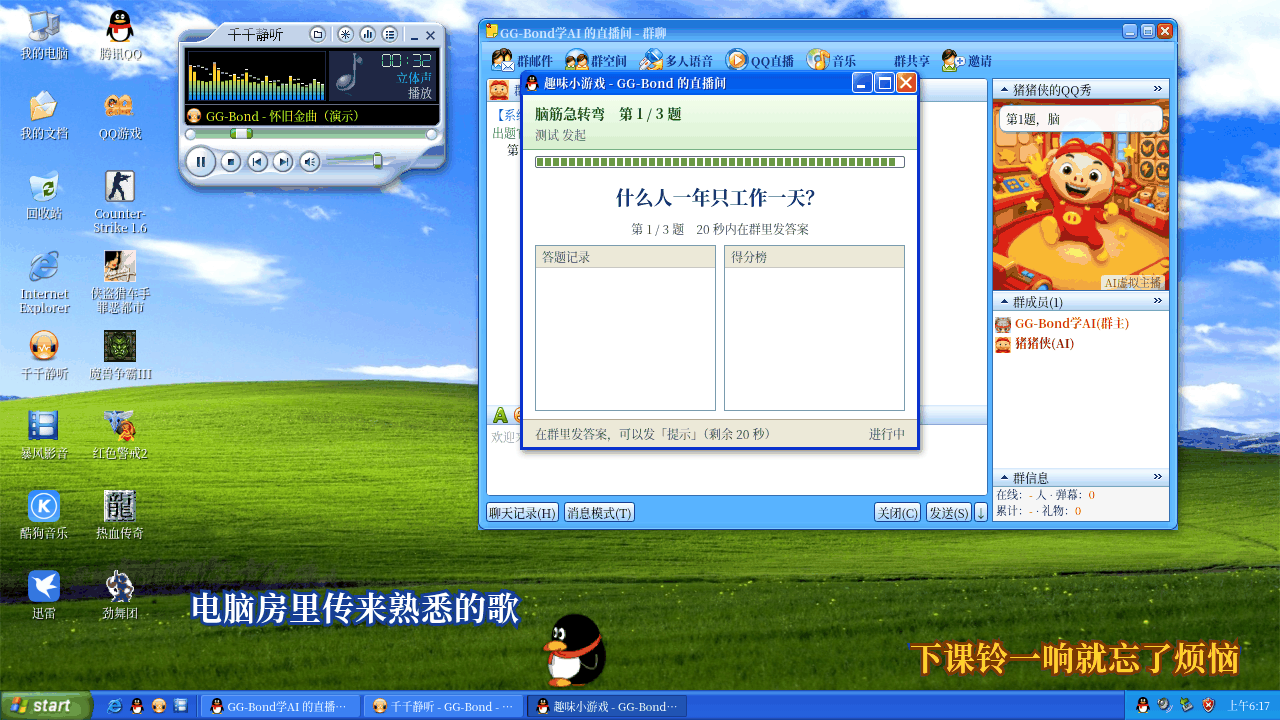 我的电脑
腾讯QQ
我的文档
QQ游戏
回收站
Counter-Strike 1.6
Internet Explorer
侠盗猎车手 罪恶都市
千千静听
魔兽争霸III
暴风影音
红色警戒2
酷狗音乐
热血传奇
迅雷
劲舞团
千千静听
00:32
立体声
播放
GG-Bond - 怀旧金曲（演示）
GG-Bond学AI 的直播间 - 群聊
群邮件
群空间
多人语音
QQ直播
音乐
群共享
邀请
趣味小游戏 - GG-Bond 的直播间
脑筋急转弯 第 1 / 3 题
测试 发起
什么人一年只工作一天？
第 1 / 3 题 20 秒内在群里发答案
答题记录
得分榜
在群里发答案，可以发「提示」（剩余 20 秒）
进行中
聊天记录(H)
消息模式(T)
关闭(C)
发送(S)
↓
猪猪侠的QQ秀
第1题，脑
AI虚拟主播
群成员(1)
GG-Bond学AI(群主)
猪猪侠(AI)
群信息
在线：- 人 · 弹幕：0
累计：- · 礼物：0
电脑房里传来熟悉的歌
下课铃一响就忘了烦恼
start
GG-Bond学AI 的直播···
千千静听 - GG-Bond - ···
趣味小游戏 - GG-Bond···
上午6:17